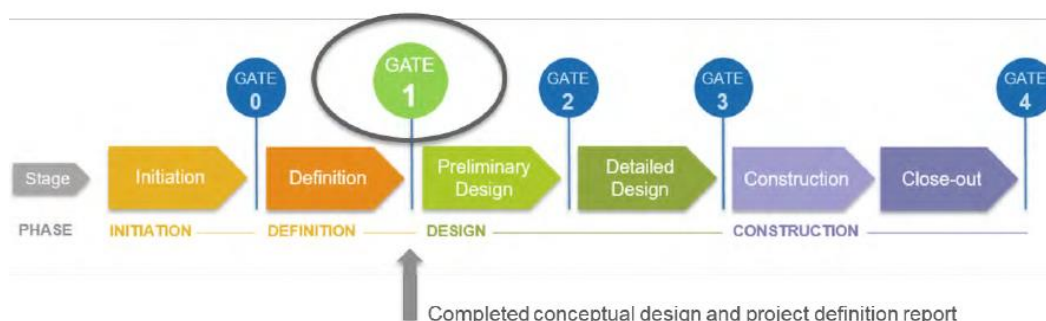 GATE
0
GATE
1
GATE
2
GATE
3
GATE
4
Stage
Initiation
Definition
Preliminary
Design
Detailed
Design
Construction
Close-out
PHASE
INITIATION
DEFINITION
DESIGN
CONSTRUCTION
Completed conceptual design and project definition report